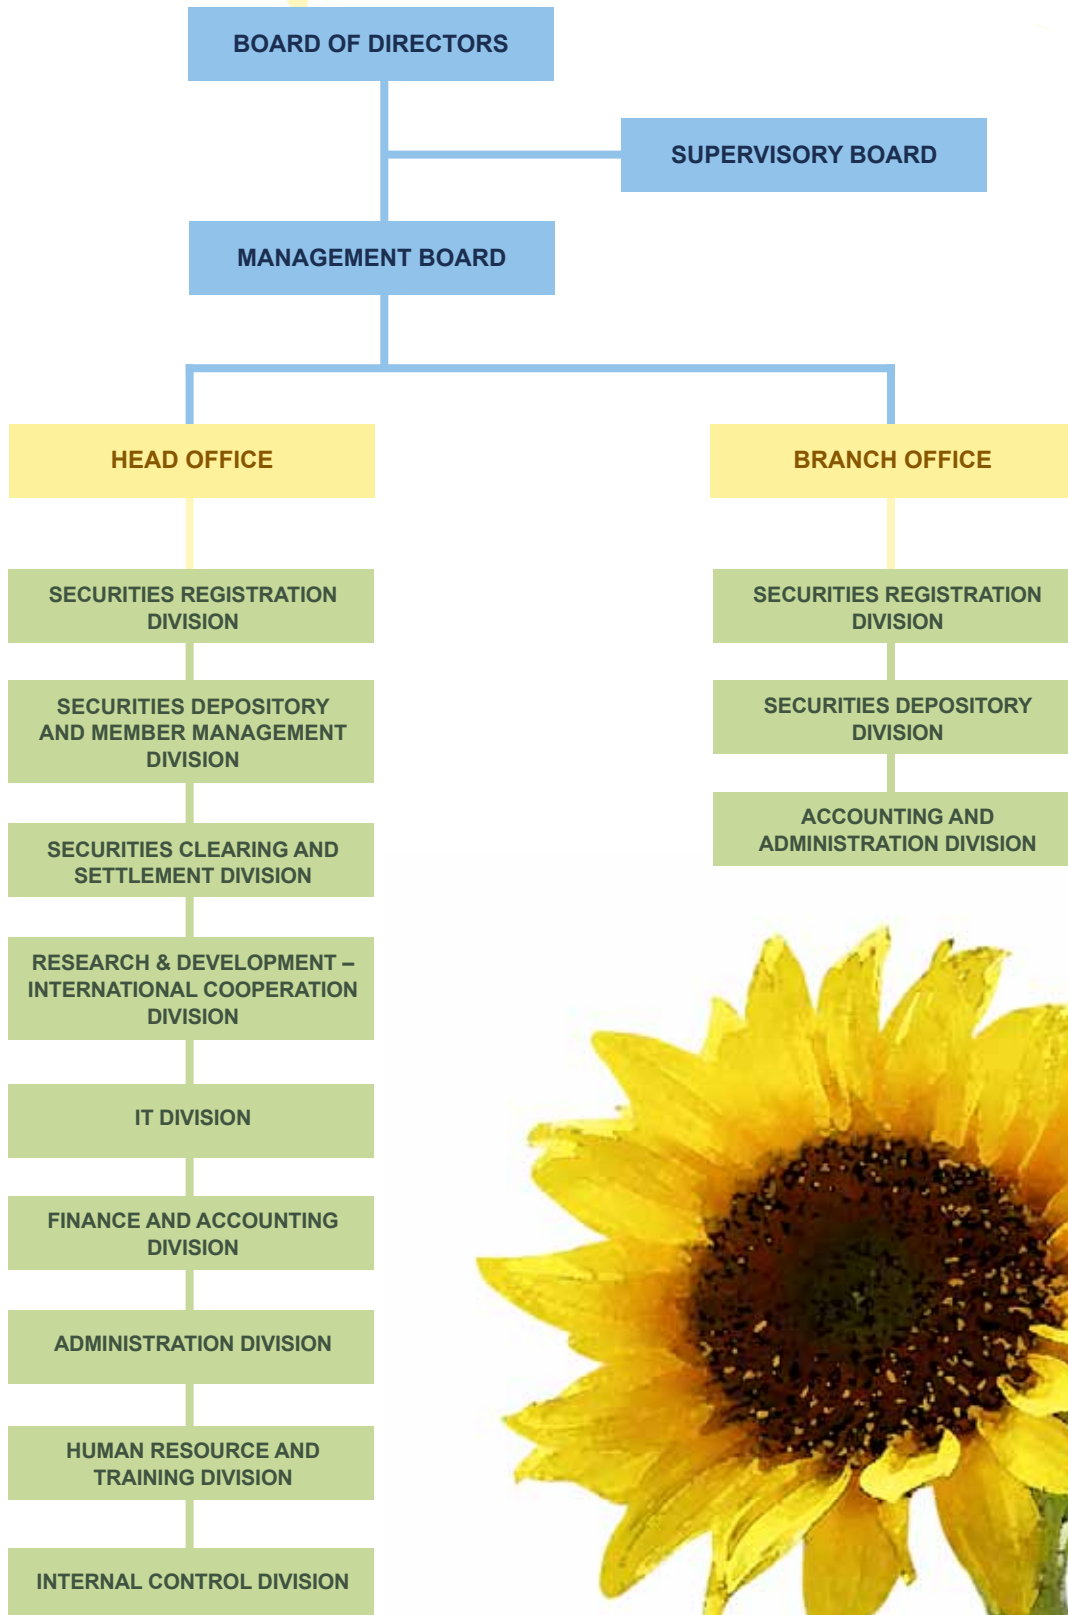 BOARD OF DIRECTORS
SUPERVISORY BOARD
MANAGEMENT BOARD
HEAD OFFICE
BRANCH OFFICE
SECURITIES REGISTRATION
DIVISION
SECURITIES DEPOSITORY
AND MEMBER MANAGEMENT
DIVISION
SECURITIES CLEARING AND
SETTLEMENT DIVISION
RESEARCH & DEVELOPMENT –
INTERNATIONAL COOPERATION
DIVISION
IT DIVISION
FINANCE AND ACCOUNTING
DIVISION
ADMINISTRATION DIVISION
HUMAN RESOURCE AND
TRAINING DIVISION
INTERNAL CONTROL DIVISION
SECURITIES REGISTRATION
DIVISION
SECURITIES DEPOSITORY
DIVISION
ACCOUNTING AND
ADMINISTRATION DIVISION